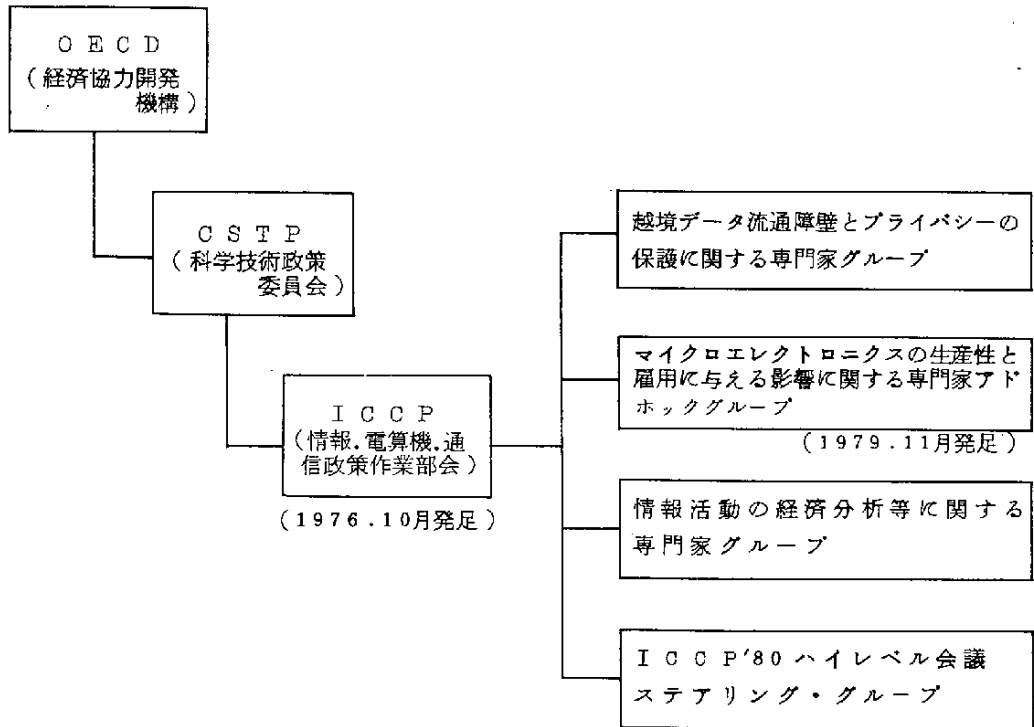 OECD
(経済協力開発
機構)
CSTP
(科学技術政策
委員会)
ICCP
(情報.電算機.通
信政策作業部会)
(1976.10月発足)
越境データ流通障壁とプライバシーの
保護に関する専門家グループ
マイクロエレクトロニクスの生産性と
雇用に与える影響に関する専門家アド
ホックグループ
(1979.11月発足)
情報活動の経済分析等に関する
専門家グループ
ICCP'80ハイレベル会議
ステアリング・グループ